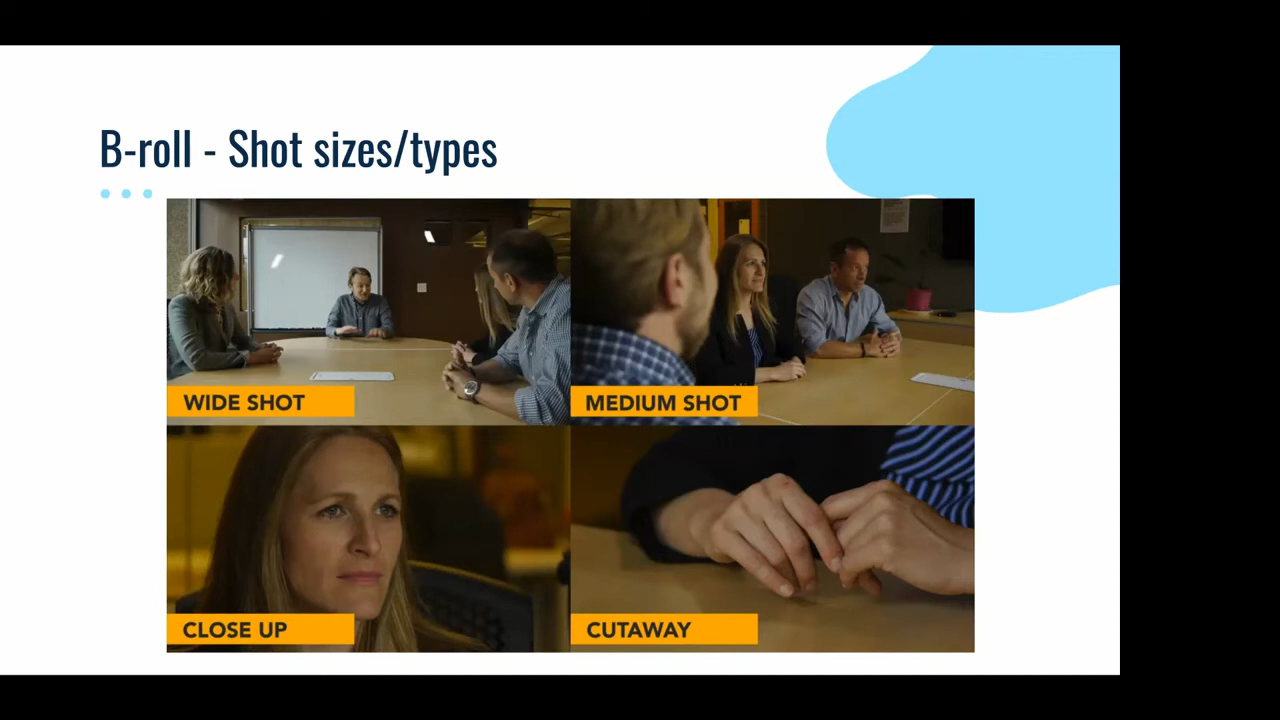 B-roll - Shot sizes/types
WIDE SHOT
MEDIUM SHOT
CLOSE UP
CUTAWAY